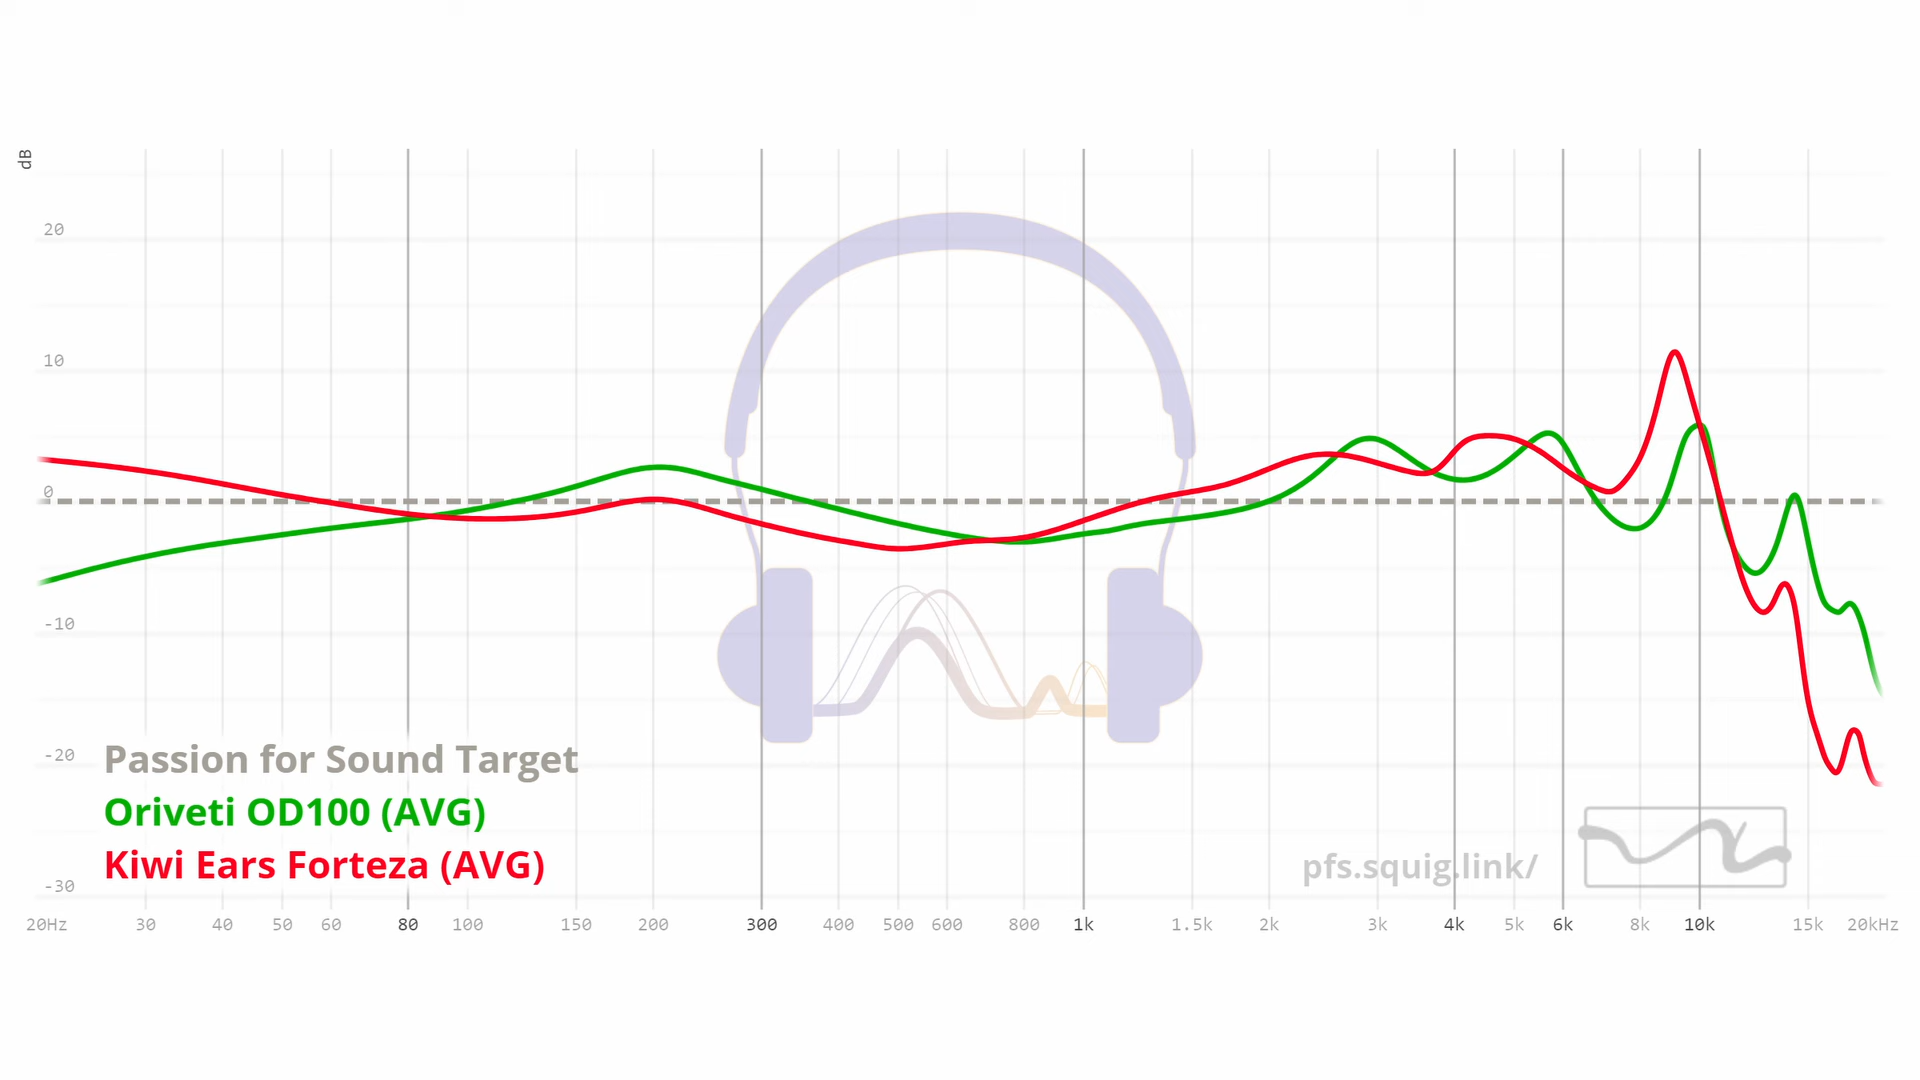 dB
20
10
0
-10
-20
-30
Passion for Sound Target
Oriveti OD100 (AVG)
Kiwi Ears Forteza (AVG)
pfs.squig.link/
20Hz 30 40 50 60 80 100 150 200 300 400 500 600 800 1k 1.5k 2k 3k 4k 5k 6k 8k 10k 15k 20kHz